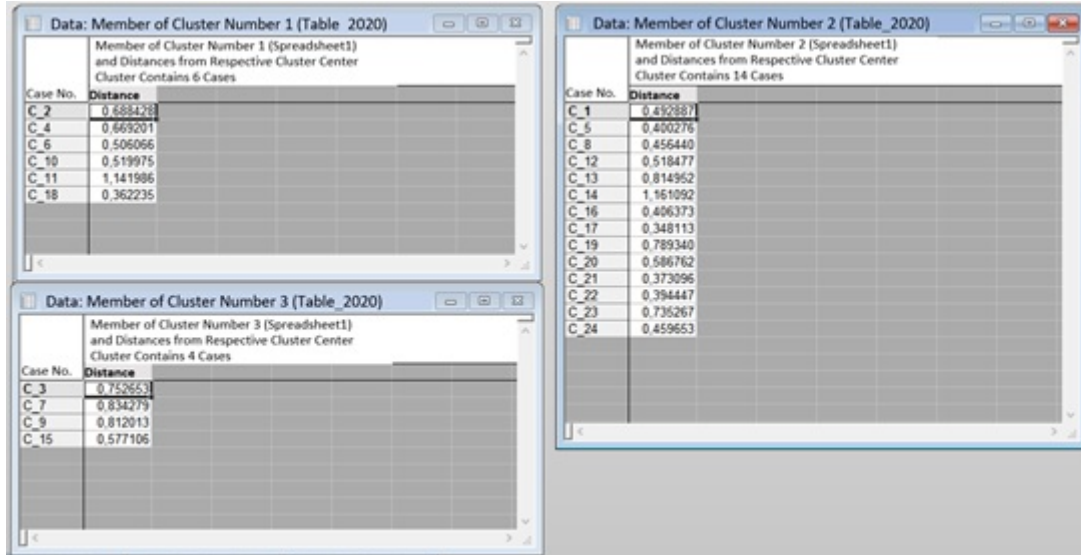 Data: Member of Cluster Number 1 (Table 2020)
Member of Cluster Number 1 (Spreadsheet1)
and Distances from Respective Cluster Center
Cluster Contains 6 Cases
Case No. Distance
C_2 0,688428
C_4 0,669201
C_6 0,506066
C_10 0,519975
C_11 1,141986
C_18 0,362235
Data: Member of Cluster Number 3 (Table_2020)
Member of Cluster Number 3 (Spreadsheet1)
and Distances from Respective Cluster Center
Cluster Contains 4 Cases
Case No. Distance
C_3 0,752653
C_7 0,834279
C_9 0,812013
C_15 0,577106
Data: Member of Cluster Number 2 (Table_2020)
Member of Cluster Number 2 (Spreadsheet1)
and Distances from Respective Cluster Center
Cluster Contains 14 Cases
Case No. Distance
C_1 0,492887
C_5 0,400276
C_8 0,456440
C_12 0,518477
C_13 0,814952
C_14 1,161092
C_16 0,406373
C_17 0,348113
C_19 0,789340
C_20 0,586762
C_21 0,373096
C_22 0,394447
C_23 0,735267
C_24 0,459653